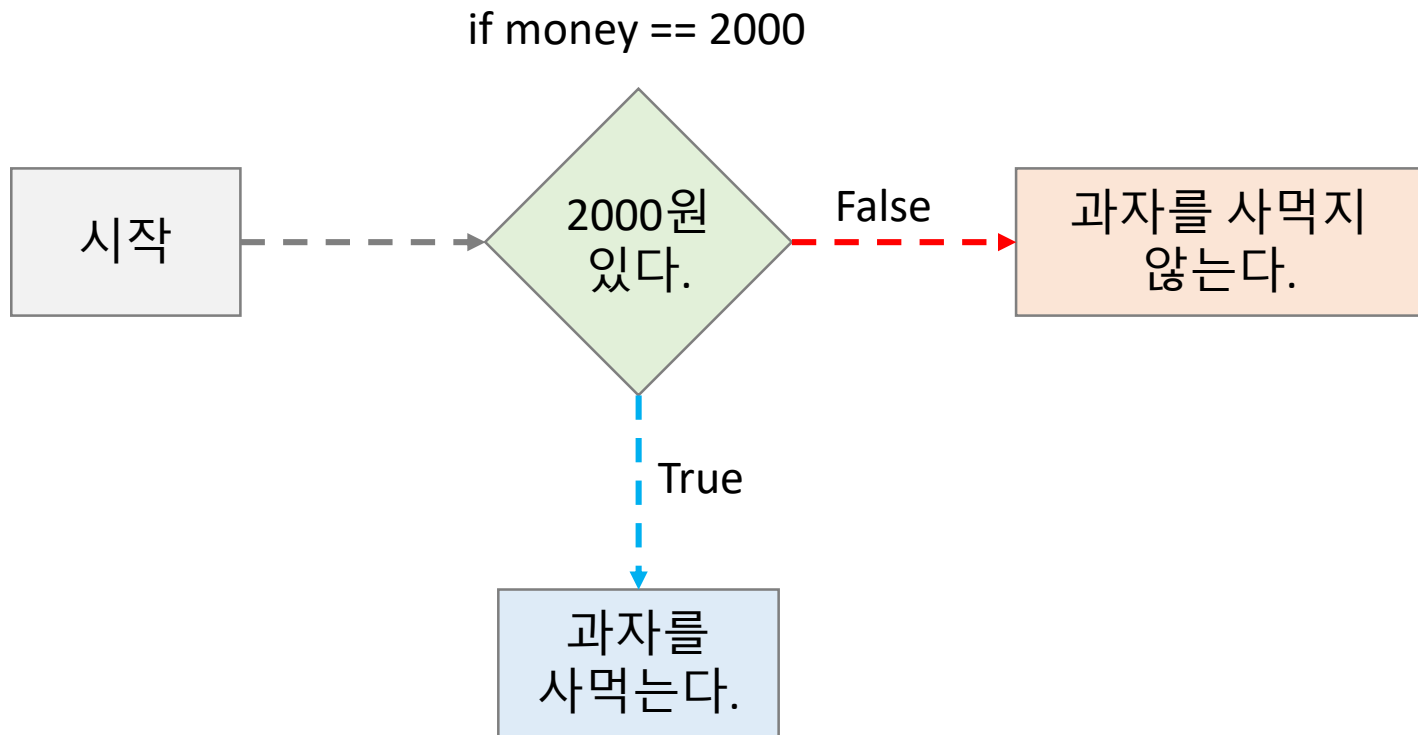 if money == 2000
시작
2000원
있다.
False
과자를 사먹지
않는다.
True
과자를
사먹는다.